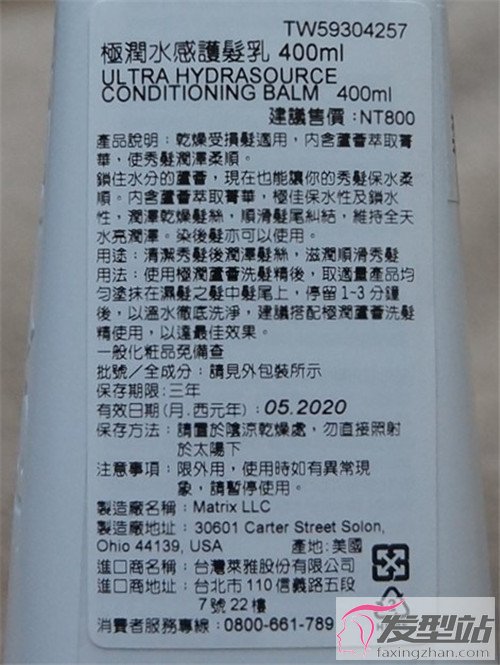 TW59304257
極潤水感護髮乳 400ml
ULTRA HYDRASOURCE
CONDITIONING BALM 400ml
建議售價：NT800
產品說明：乾燥受損髮適用，內含蘆薈萃取菁
華，使秀髮潤澤柔順。
鎖住水分的蘆薈，現在也能讓你的秀髮保水柔
順。內含蘆薈萃取菁華，極佳保水性及鎖水
性，潤澤乾燥髮絲，順滑髮尾糾結，維持全天
水亮潤澤。染後髮亦可以使用。
用途：清潔秀髮後潤澤髮絲，滋潤順滑秀髮
用法：使用極潤蘆薈洗髮精後，取適量產品均
勻塗抹在濕髮之髮中髮尾上，停留1-3分鐘
後，以溫水徹底洗淨，建議搭配極潤蘆薈洗髮
精使用，以達最佳效果。
一般化粧品免備查
批號／全成分：請見外包裝所示
保存期限:三年
有效日期(月.西元年)：05.2020
保存方法：請置於陰涼乾燥處，勿直接照射
於太陽下
注意事項：限外用，使用時如有異常現
象，請暫停使用。
製造廠名稱：Matrix LLC
製造廠地址：30601 Carter Street Solon,
Ohio 44139, USA 產地:美國
進口商名稱：台灣萊雅股份有限公司
進口商地址：台北市110信義路五段
7號22樓
消費者服務專線：0800-661-789
发型站
faxingzhan.com